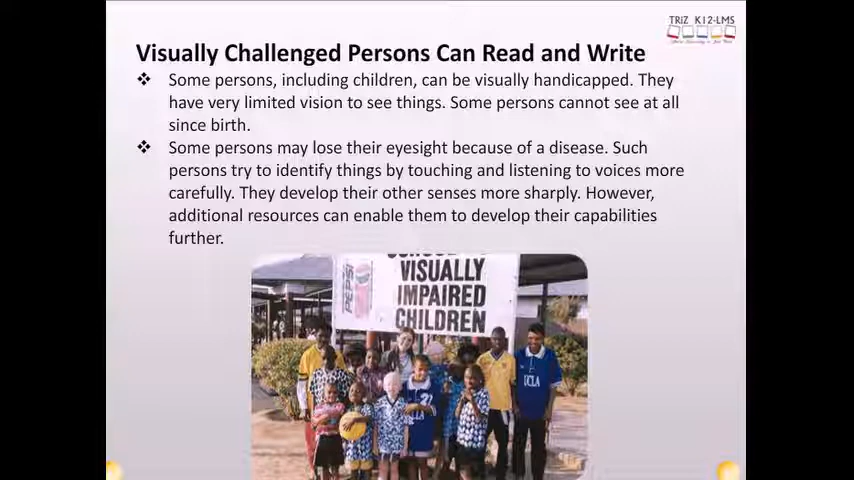 TRIZ K12-LMS
Visually Challenged Persons Can Read and Write
❖ Some persons, including children, can be visually handicapped. They
have very limited vision to see things. Some persons cannot see at all
since birth.
❖ Some persons may lose their eyesight because of a disease. Such
persons try to identify things by touching and listening to voices more
carefully. They develop their other senses more sharply. However,
additional resources can enable them to develop their capabilities
further.
PEPSI
VISUALLY
IMPAIRED
CHILDREN
UCLA